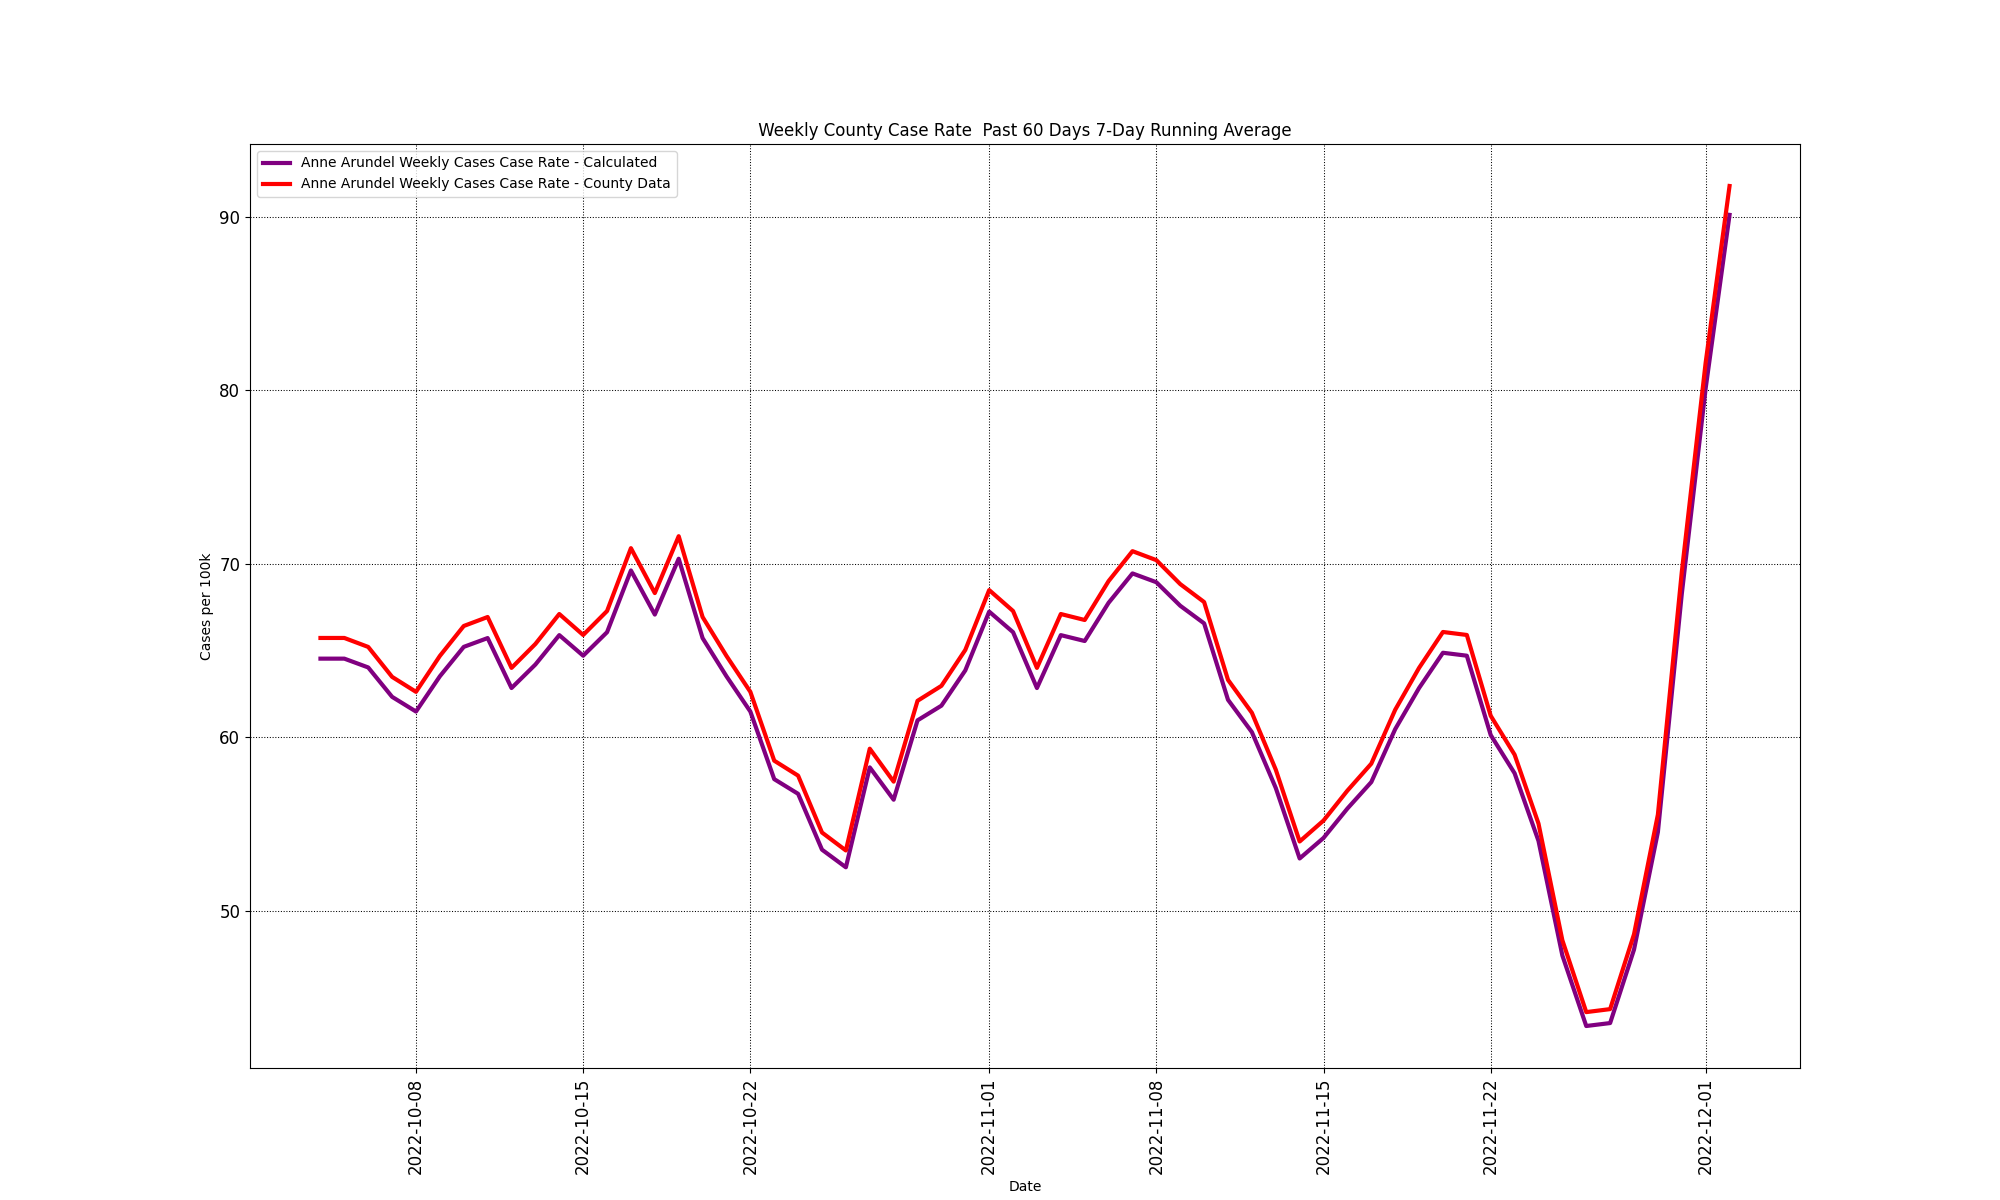 Weekly County Case Rate  Past 60 Days 7-Day Running Average
Anne Arundel Weekly Cases Case Rate - Calculated
Anne Arundel Weekly Cases Case Rate - County Data
90
80
70
60
50
Cases per 100k
2022-10-08
2022-10-15
2022-10-22
2022-11-01
2022-11-08
2022-11-15
2022-11-22
2022-12-01
Date